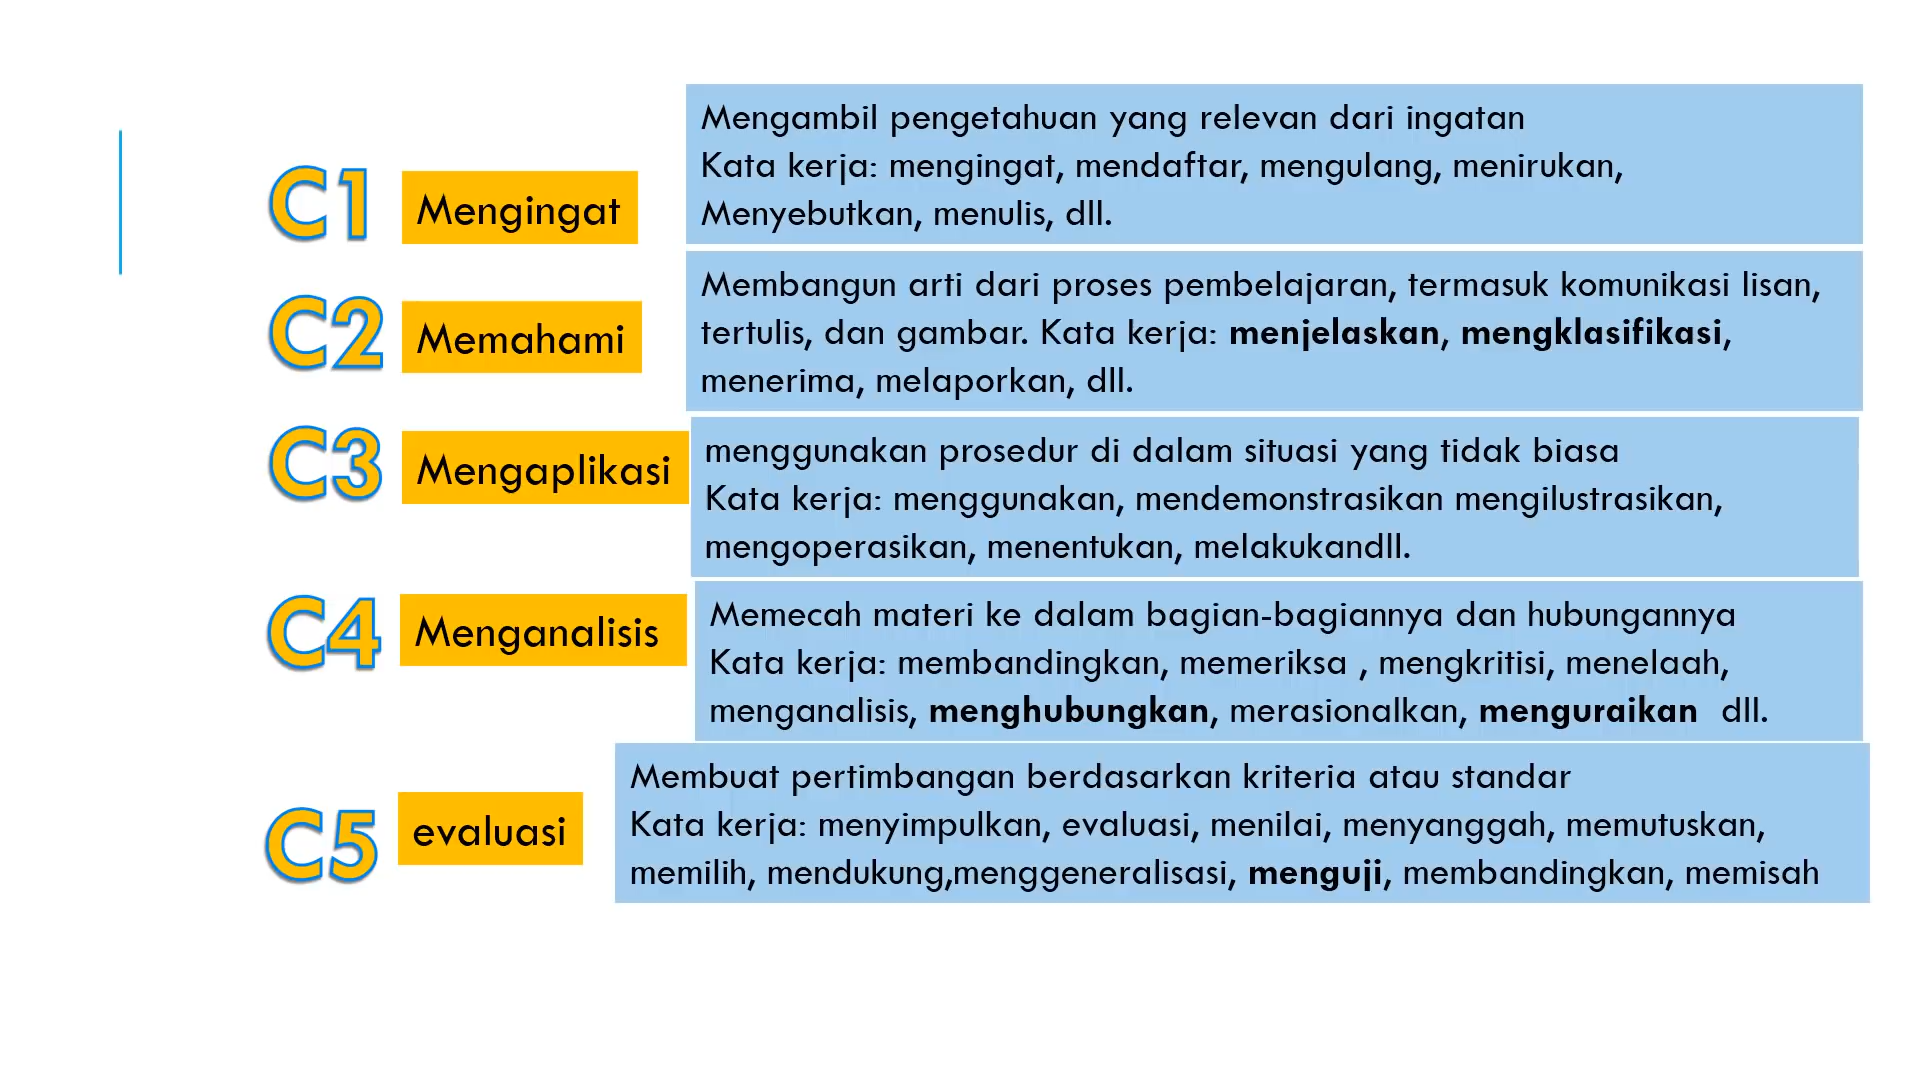 C1
Mengingat
Mengambil pengetahuan yang relevan dari ingatan
Kata kerja: mengingat, mendaftar, mengulang, menirukan,
Menyebutkan, menulis, dll.
C2
Memahami
Membangun arti dari proses pembelajaran, termasuk komunikasi lisan,
tertulis, dan gambar. Kata kerja: menjelaskan, mengklasifikasi,
menerima, melaporkan, dll.
C3
Mengaplikasi
menggunakan prosedur di dalam situasi yang tidak biasa
Kata kerja: menggunakan, mendemonstrasikan mengilustrasikan,
mengoperasikan, menentukan, melakukandll.
C4
Menganalisis
Memecah materi ke dalam bagian-bagiannya dan hubungannya
Kata kerja: membandingkan, memeriksa , mengkritisi, menelaah,
menganalisis, menghubungkan, merasionalkan, menguraikan  dll.
C5
evaluasi
Membuat pertimbangan berdasarkan kriteria atau standar
Kata kerja: menyimpulkan, evaluasi, menilai, menyanggah, memutuskan,
memilih, mendukung,menggeneralisasi, menguji, membandingkan, memisah